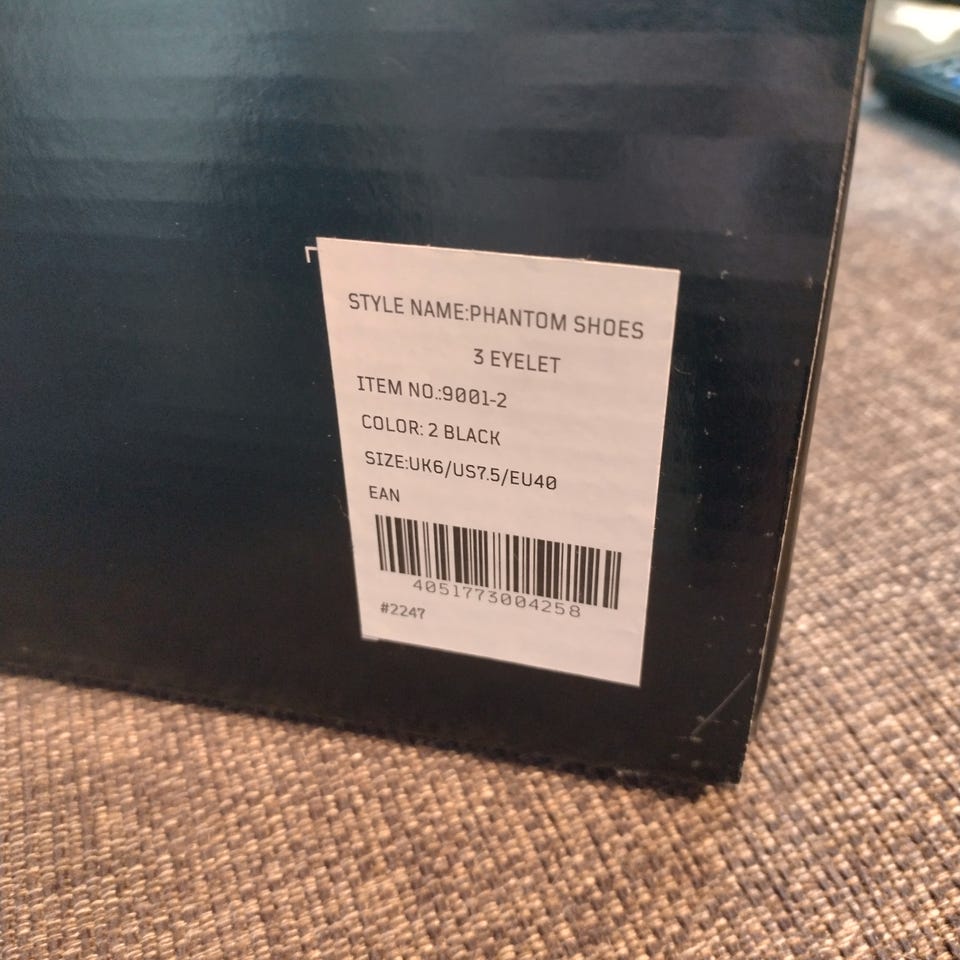 STYLE NAME:PHANTOM SHOES
3 EYELET
ITEM NO.:9001-2
COLOR: 2 BLACK
SIZE:UK6/US7.5/EU40
EAN
4051773004258
#2247